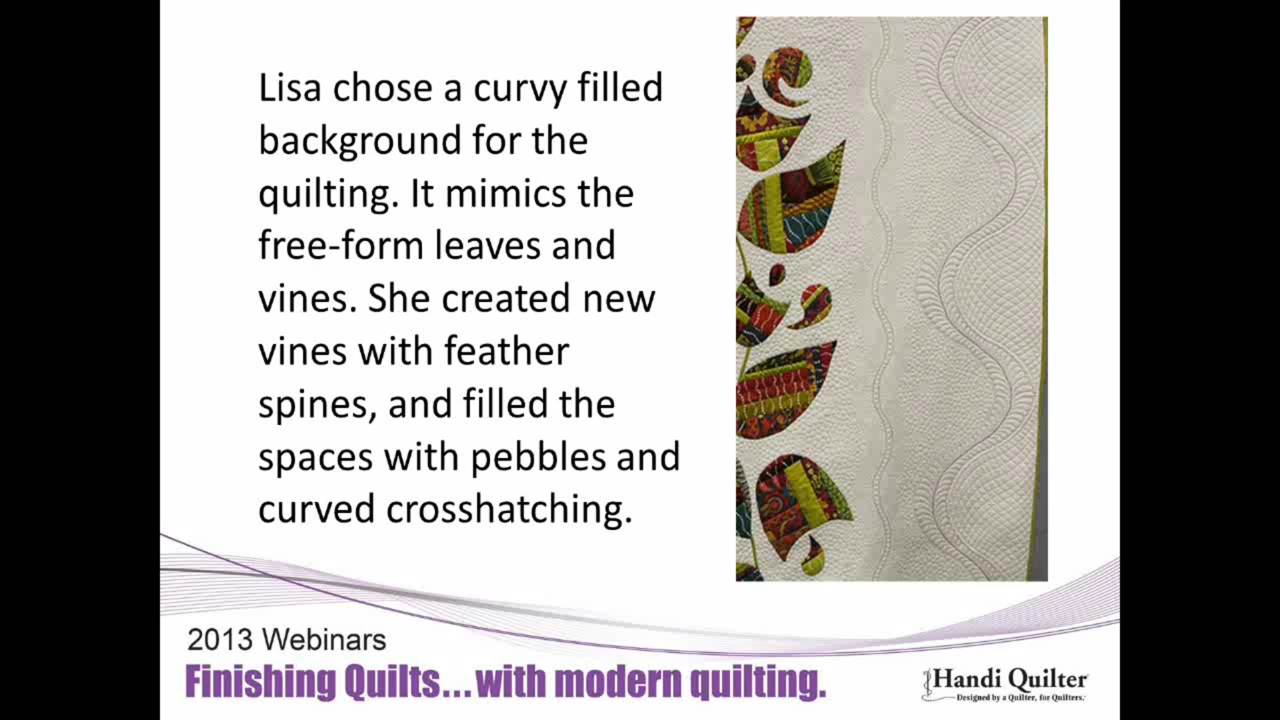 Lisa chose a curvy filled
background for the
quilting. It mimics the
free-form leaves and
vines. She created new
vines with feather
spines, and filled the
spaces with pebbles and
curved crosshatching.
2013 Webinars
Finishing Quilts...with modern quilting.
Handi Quilter
Designed by a Quilter, for Quilters.